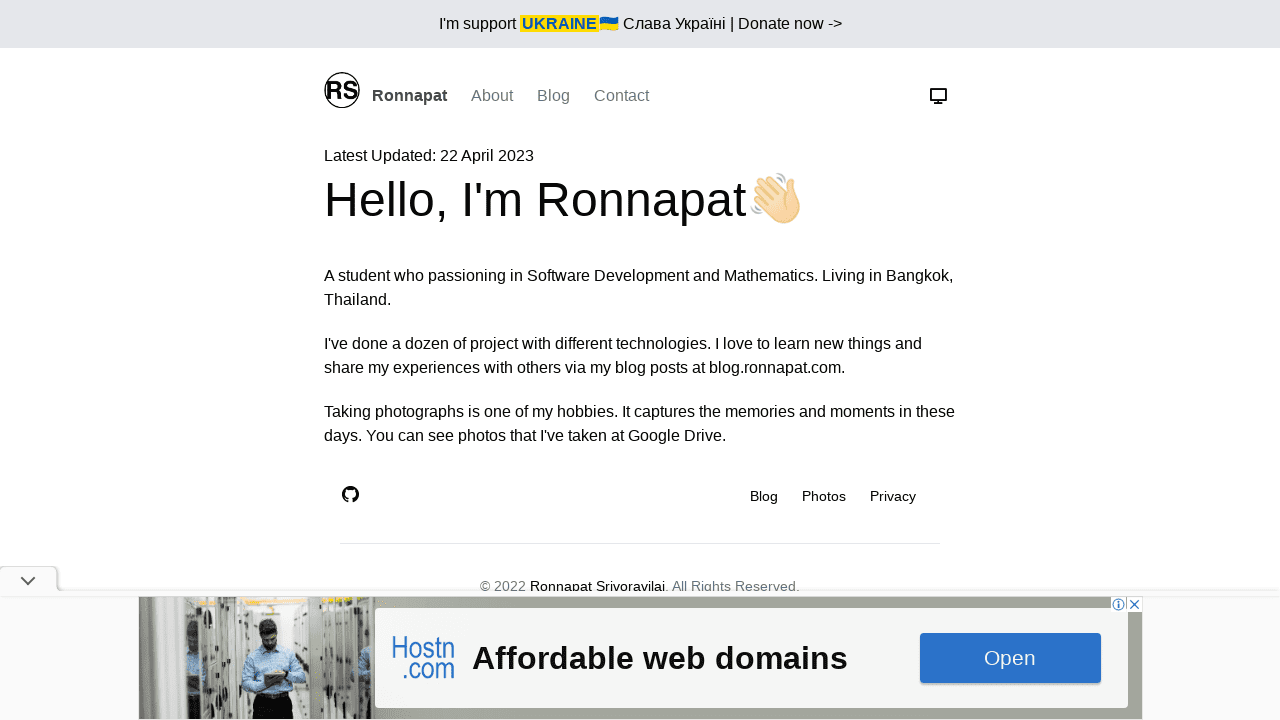 I'm support UKRAINE🇺🇦 Слава Україні | Donate now ->
RS Ronnapat About Blog Contact
Latest Updated: 22 April 2023
Hello, I'm Ronnapat👋🏻
A student who passioning in Software Development and Mathematics. Living in Bangkok,
Thailand.
I've done a dozen of project with different technologies. I love to learn new things and
share my experiences with others via my blog posts at blog.ronnapat.com.
Taking photographs is one of my hobbies. It captures the memories and moments in these
days. You can see photos that I've taken at Google Drive.
Blog Photos Privacy
© 2022 Ronnapat Srivoravilai. All Rights Reserved.
Hostn
.com
Affordable web domains
Open